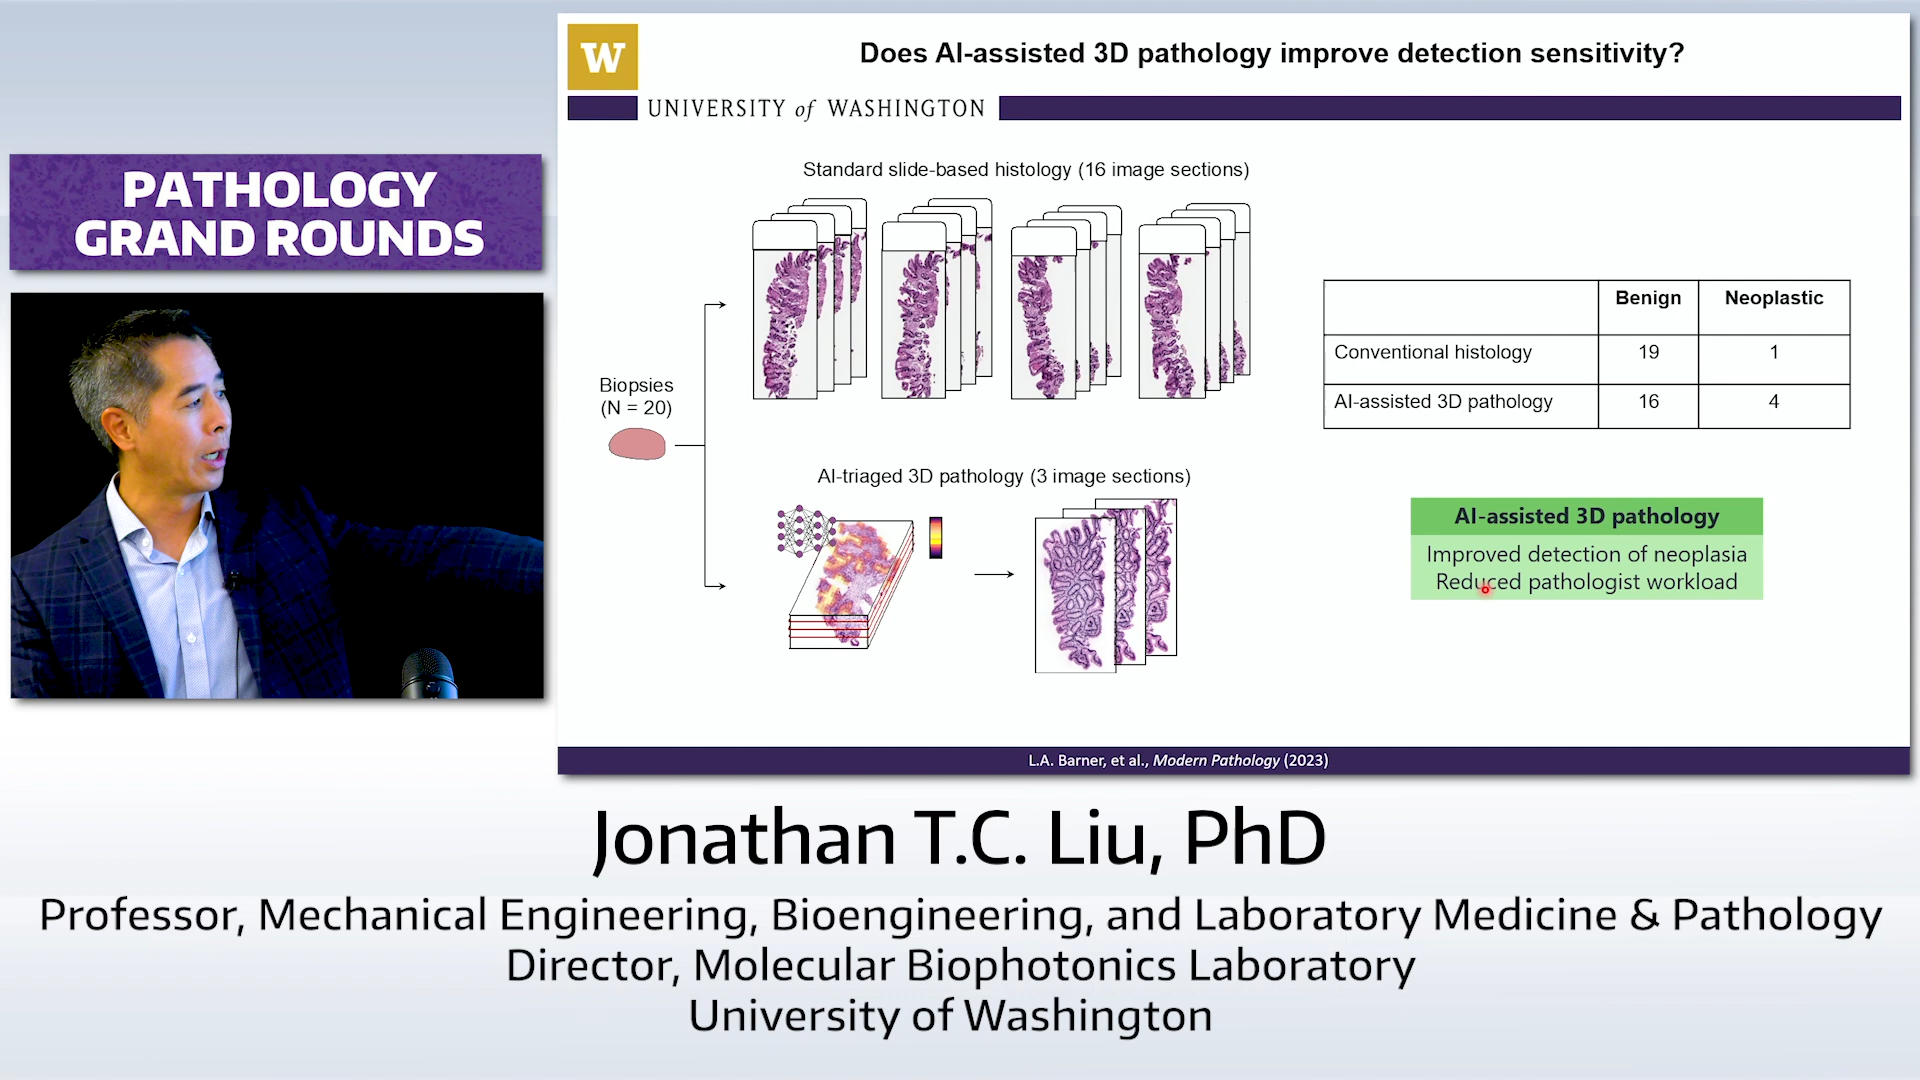 PATHOLOGY
GRAND ROUNDS
W
Does AI-assisted 3D pathology improve detection sensitivity?
UNIVERSITY of WASHINGTON
Standard slide-based histology (16 image sections)
Biopsies
(N = 20)
AI-triaged 3D pathology (3 image sections)
Benign Neoplastic
Conventional histology 19 1
AI-assisted 3D pathology 16 4
AI-assisted 3D pathology
Improved detection of neoplasia
Reduced pathologist workload
L.A. Barner, et al., Modern Pathology (2023)
Jonathan T.C. Liu, PhD
Professor, Mechanical Engineering, Bioengineering, and Laboratory Medicine & Pathology
Director, Molecular Biophotonics Laboratory
University of Washington